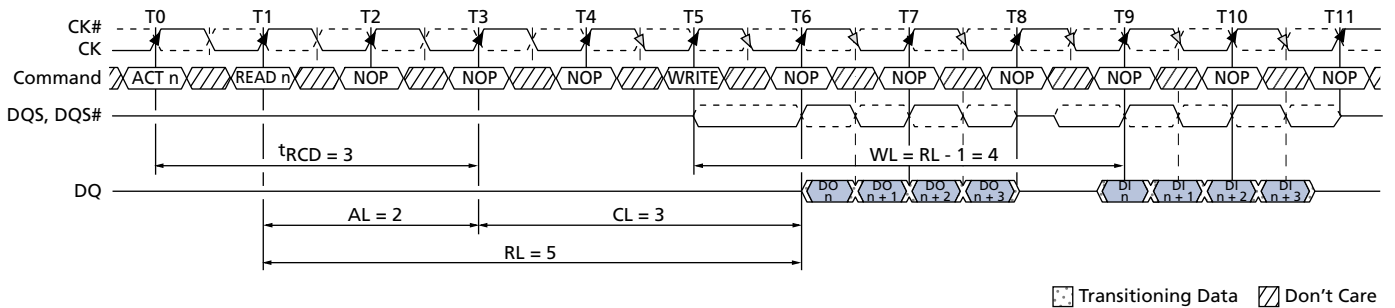 T0 T1 T2 T3 T4 T5 T6 T7 T8 T9 T10 T11
CK#
CK
Command ACT n READ n NOP NOP NOP WRITE NOP NOP NOP NOP NOP NOP
DQS, DQS#
tRCD = 3 WL = RL - 1 = 4
DQ DO n DO n + 1 DO n + 2 DO n + 3 DI n DI n + 1 DI n + 2 DI n + 3
AL = 2 CL = 3
RL = 5
Transitioning Data Don't Care